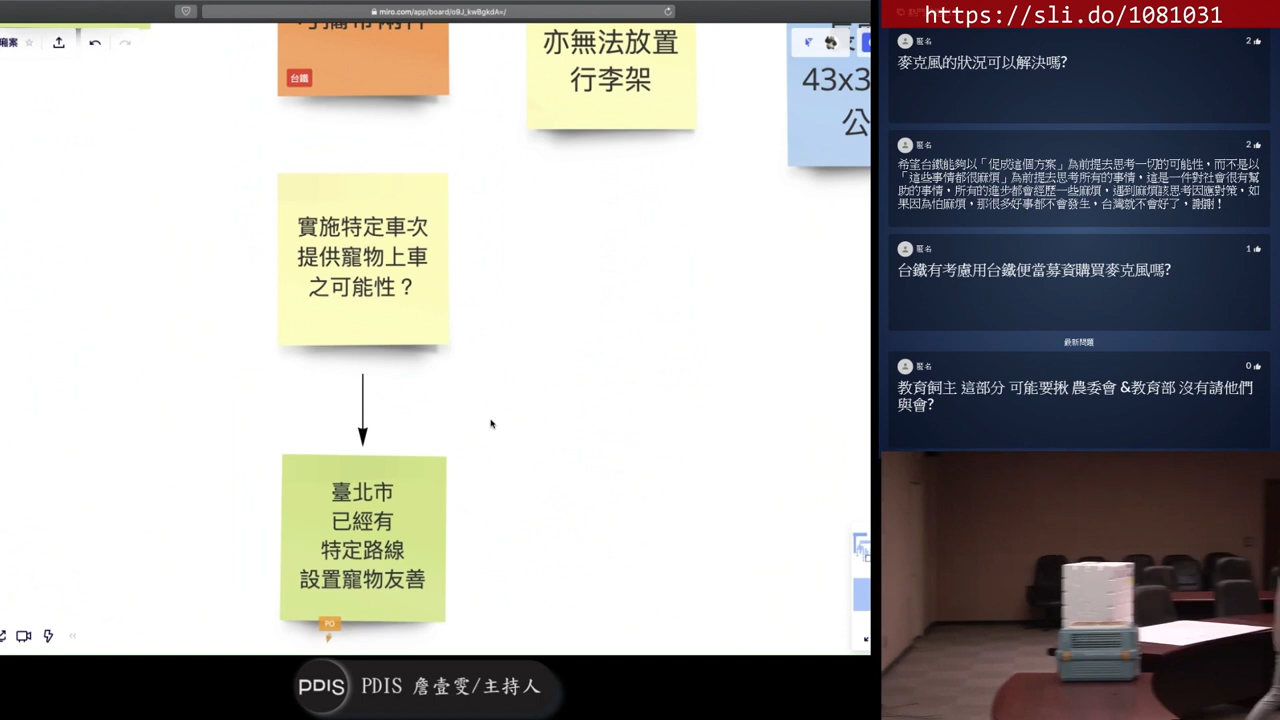 miro.com/app/board/o9J_kwBgkdA=/
台鐵
亦無法放置
行李架
43x3
公
實施特定車次
提供寵物上車
之可能性？
臺北市
已經有
特定路線
設置寵物友善
PO
PDIS PDIS 詹壹雯/主持人
https://sli.do/1081031
匿名 2
麥克風的狀況可以解決嗎?
匿名 2
希望台鐵能夠以「促成這個方案」為前提去思考一切的可能性，而不是以
「這些事情都很麻煩」為前提去思考所有的事情，這是一件對社會很有幫
助的事情，所有的進步都會經歷一些麻煩，遇到麻煩該思考因應對策，如
果因為怕麻煩，那很多好事都不會發生，台灣就不會好了，謝謝！
匿名 1
台鐵有考慮用台鐵便當募資購買麥克風嗎?
最新問題
匿名 0
教育飼主 這部分 可能要揪 農委會 &教育部 沒有請他們
與會?